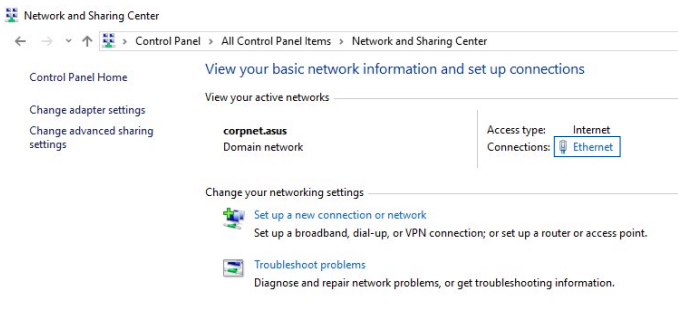 Network and Sharing Center
Control Panel > All Control Panel Items > Network and Sharing Center
Control Panel Home
Change adapter settings
Change advanced sharing
settings
View your basic network information and set up connections
View your active networks
corpnet.asus
Domain network
Access type: Internet
Connections: Ethernet
Change your networking settings
Set up a new connection or network
Set up a broadband, dial-up, or VPN connection; or set up a router or access point.
Troubleshoot problems
Diagnose and repair network problems, or get troubleshooting information.